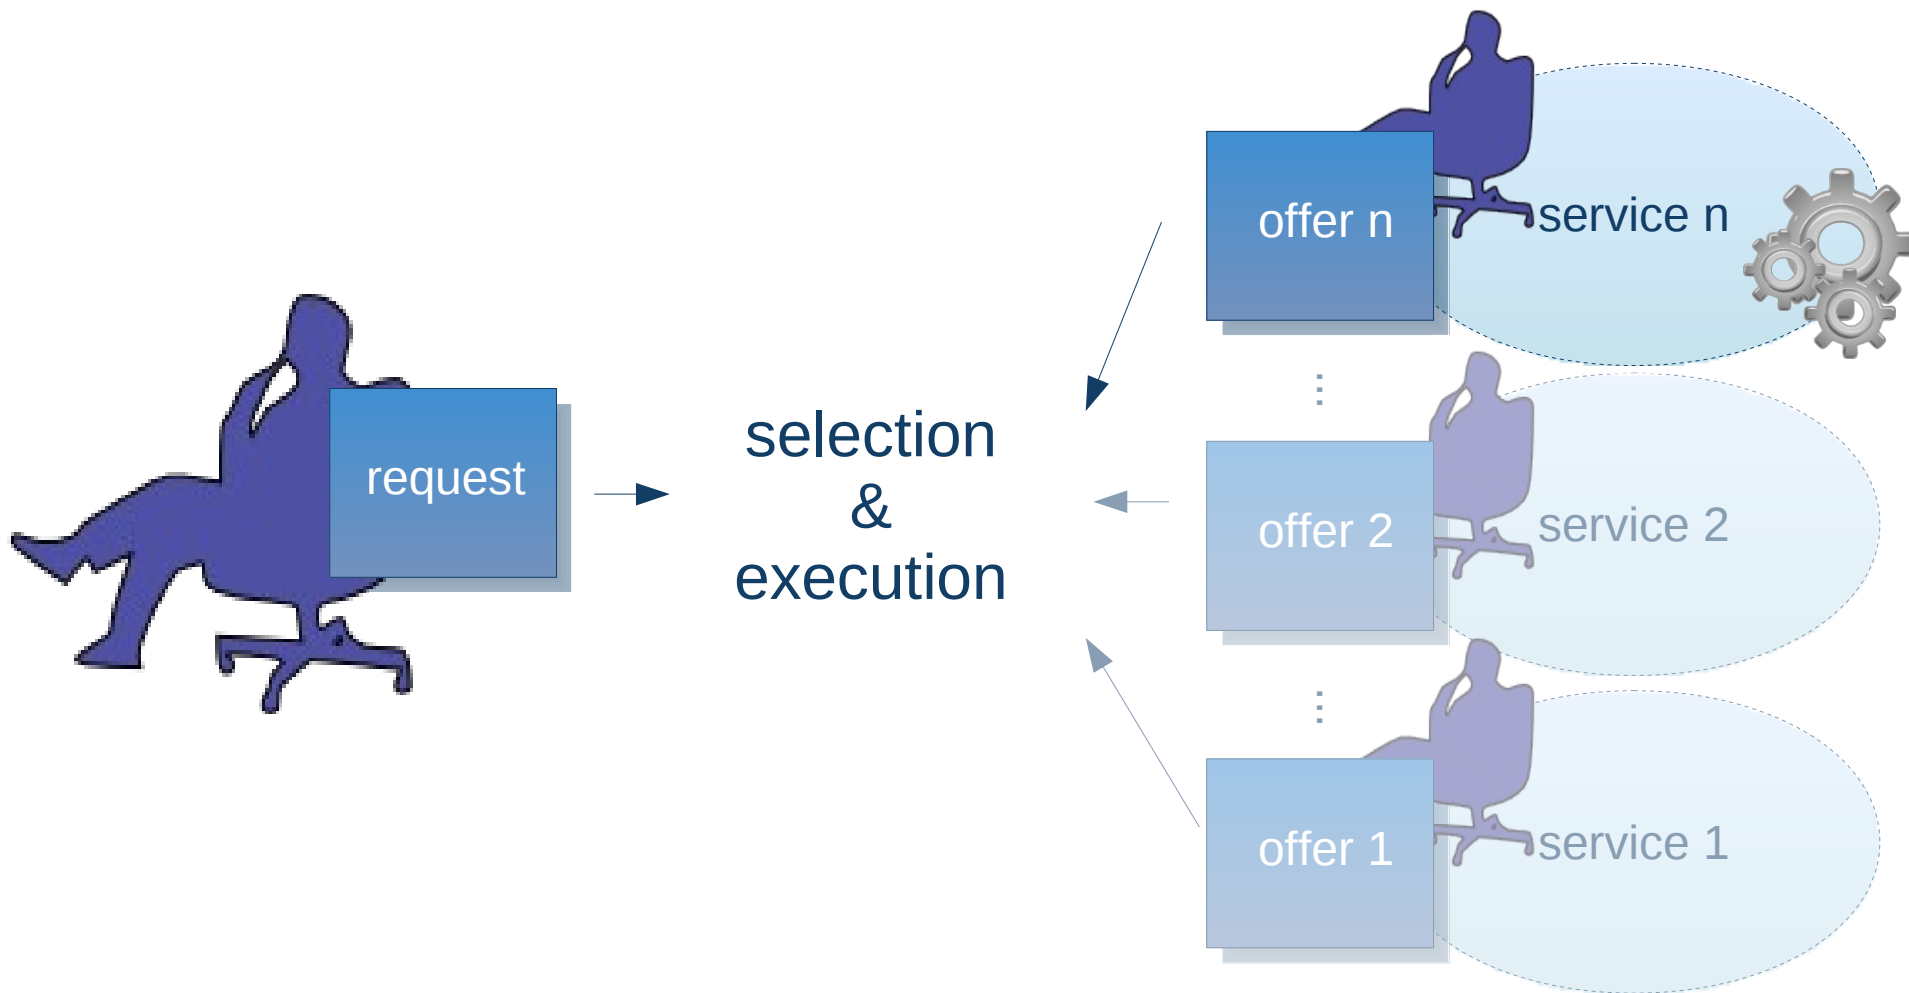 request
selection
&
execution
offer n
service n
...
offer 2
service 2
...
offer 1
service 1